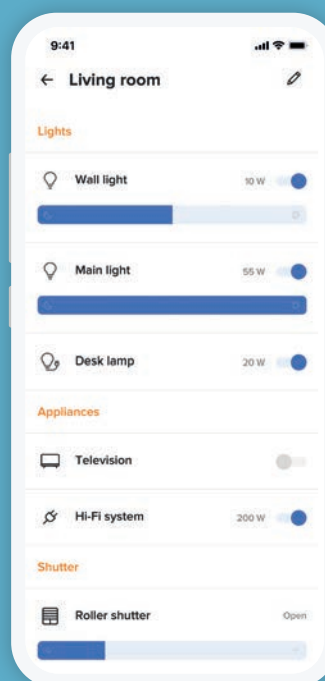 9:41
Living room
Lights
Wall light 10 W
Main light 55 W
Desk lamp 20 W
Appliances
Television
Hi-Fi system 200 W
Shutter
Roller shutter Open